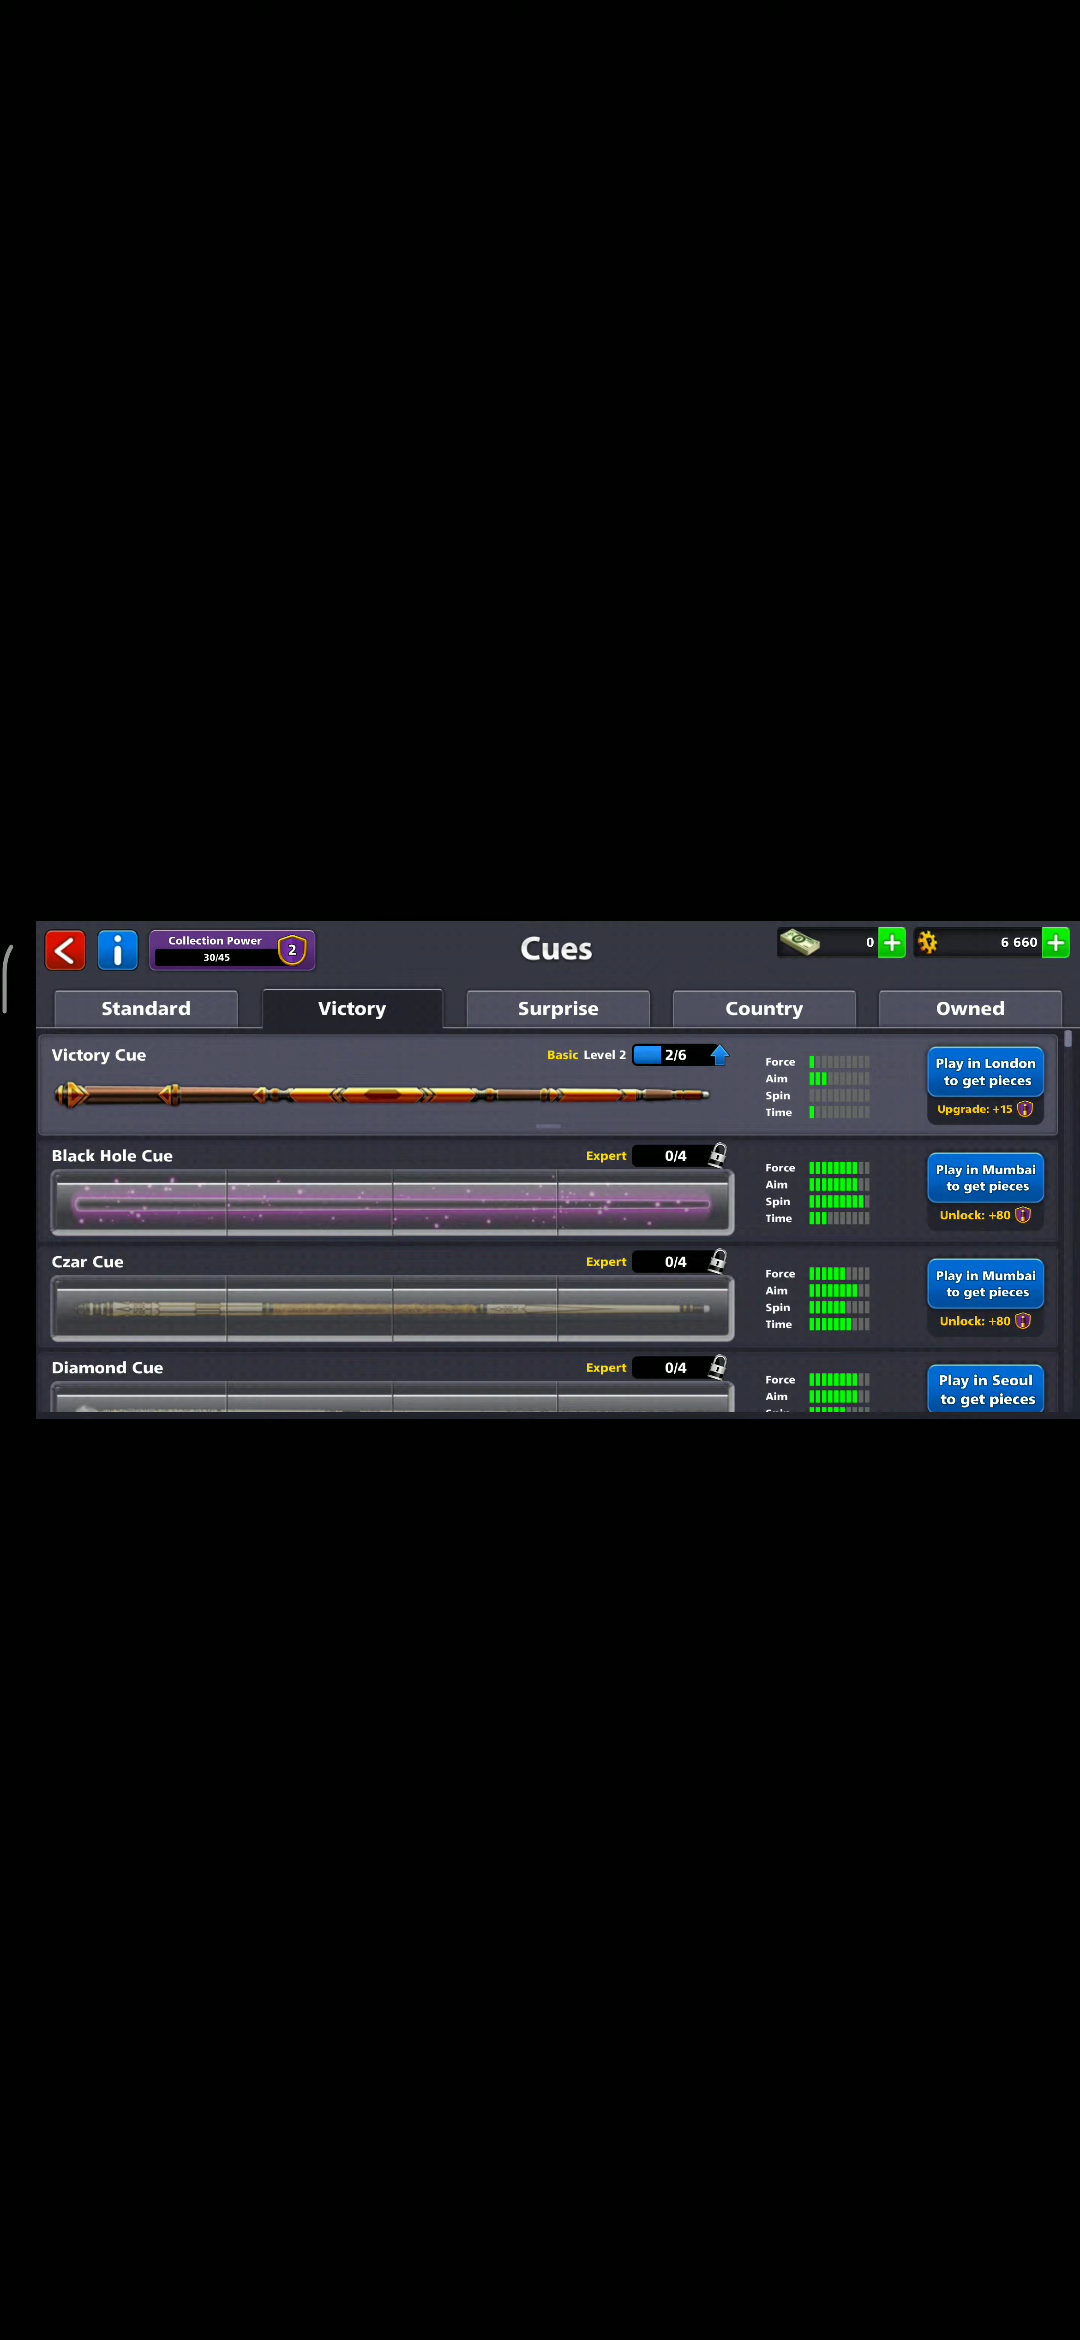 Collection Power
30/45
2
Cues
0
6 660
Standard
Victory
Surprise
Country
Owned
Victory Cue
Basic Level 2
2/6
Force
Aim
Spin
Time
Play in London
to get pieces
Upgrade: +15
Black Hole Cue
Expert
0/4
Force
Aim
Spin
Time
Play in Mumbai
to get pieces
Unlock: +80
Czar Cue
Expert
0/4
Force
Aim
Spin
Time
Play in Mumbai
to get pieces
Unlock: +80
Diamond Cue
Expert
0/4
Force
Aim
Spin
Play in Seoul
to get pieces